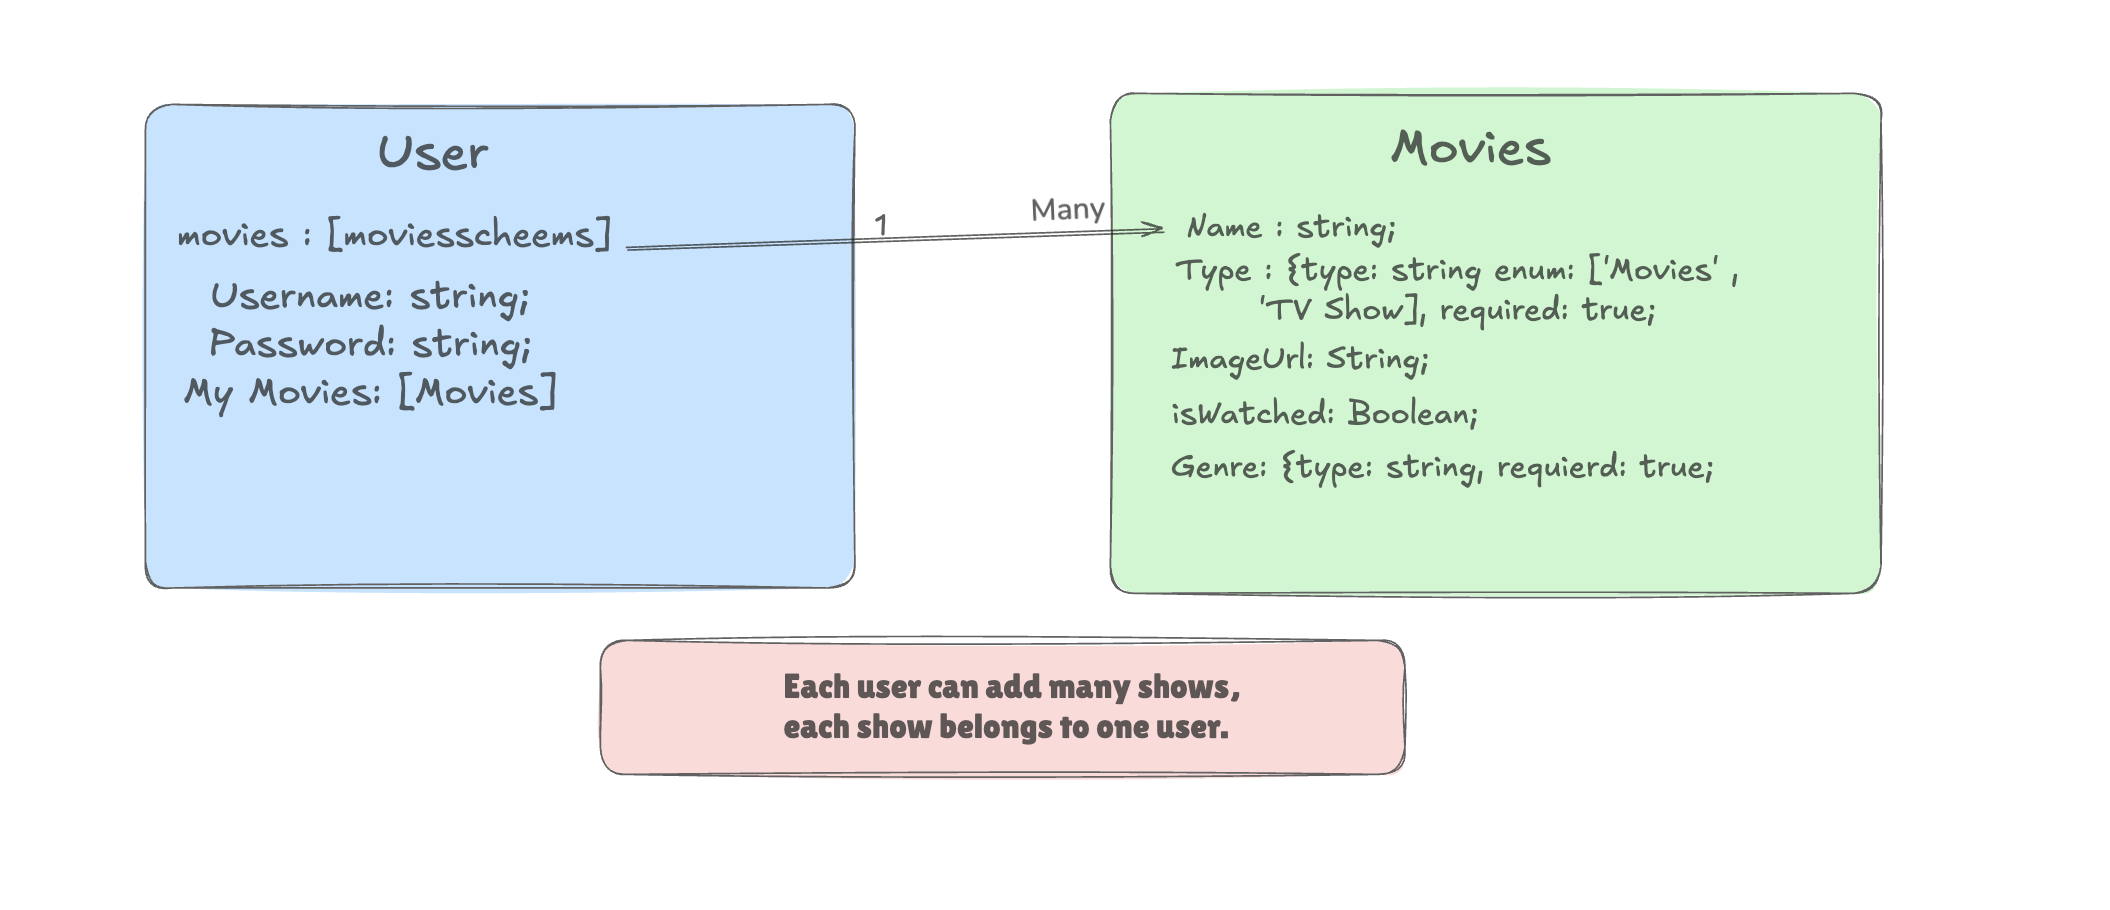 User
movies : [moviesscheems]
Username: string;
Password: string;
My Movies: [Movies]
1
Many
Movies
Name : string;
Type : {type: string enum: ['Movies' ,
'TV Show], required: true;
ImageUrl: String;
isWatched: Boolean;
Genre: {type: string, requierd: true;
Each user can add many shows,
each show belongs to one user.